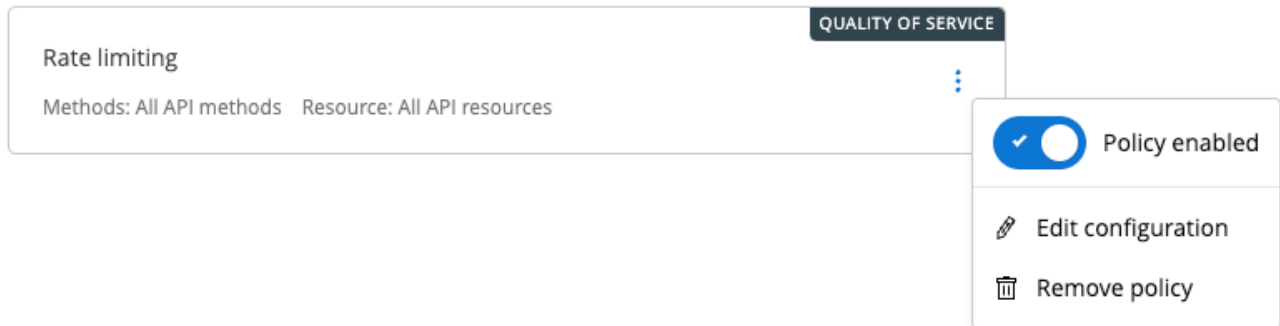 QUALITY OF SERVICE
Rate limiting
Methods: All API methods Resource: All API resources
Policy enabled
Edit configuration
Remove policy